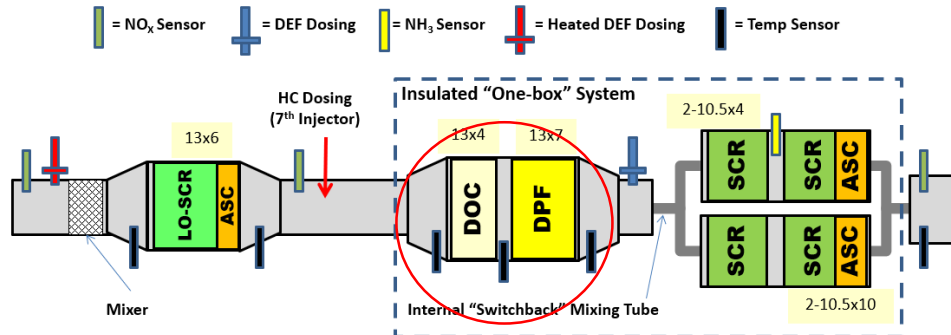 = NOX Sensor
= DEF Dosing
= NH3 Sensor
= Heated DEF Dosing
= Temp Sensor
HC Dosing
(7th Injector)
Insulated “One-box” System
13x6
13x4
13x7
2-10.5x4
LO-SCR
ASC
DOC
DPF
SCR
SCR
ASC
SCR
SCR
ASC
2-10.5x10
Mixer
Internal “Switchback” Mixing Tube